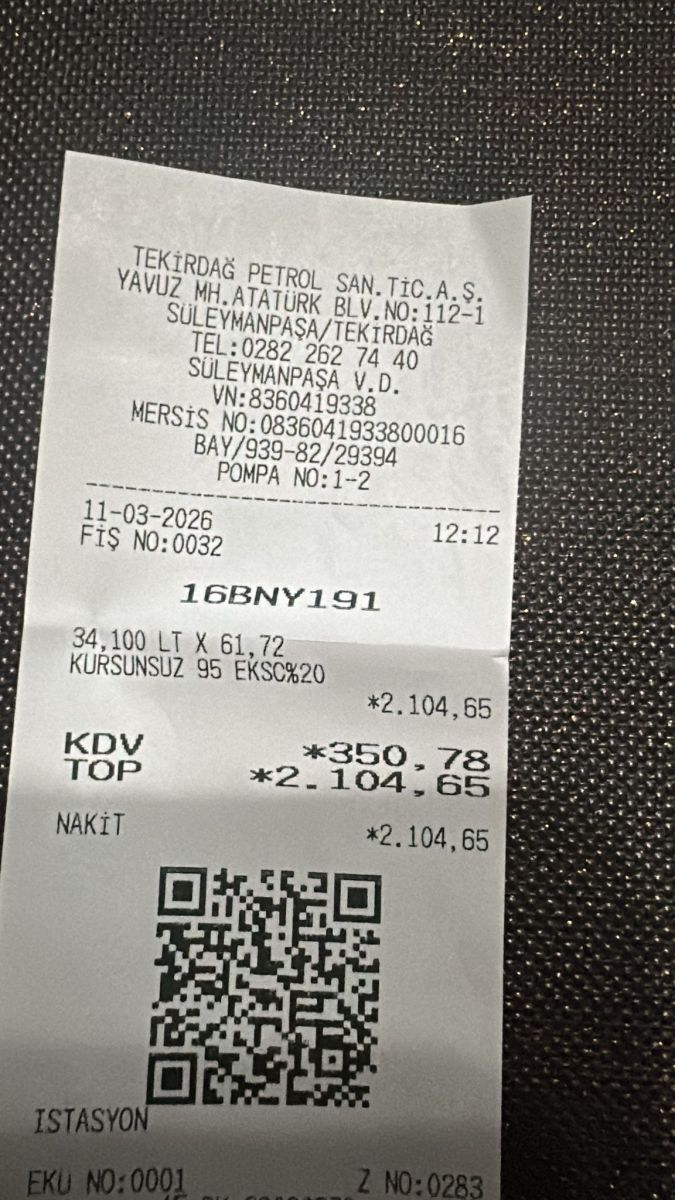 TEKİRDAĞ PETROL SAN.TİC.A.Ş.
YAVUZ MH.ATATÜRK BLV.NO:112-1
SÜLEYMANPAŞA/TEKİRDAĞ
TEL:0282 262 74 40
SÜLEYMANPAŞA V.D.
VN:8360419338
MERSİS NO:0836041933800016
BAY/939-82/29394
POMPA NO:1-2
11-03-2026 12:12
FİŞ NO:0032
16BNY191
34,100 LT X 61,72
KURSUNSUZ 95 EKSC%20
*2.104,65
KDV *350,78
TOP *2.104,65
NAKİT *2.104,65
ISTASYON
EKU NO:0001 Z NO:0283